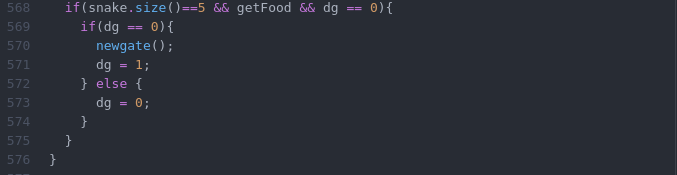 568 if(snake.size()==5 && getFood && dg == 0){
569 if(dg == 0){
570 newgate();
571 dg = 1;
572 } else {
573 dg = 0;
574 }
575 }
576 }